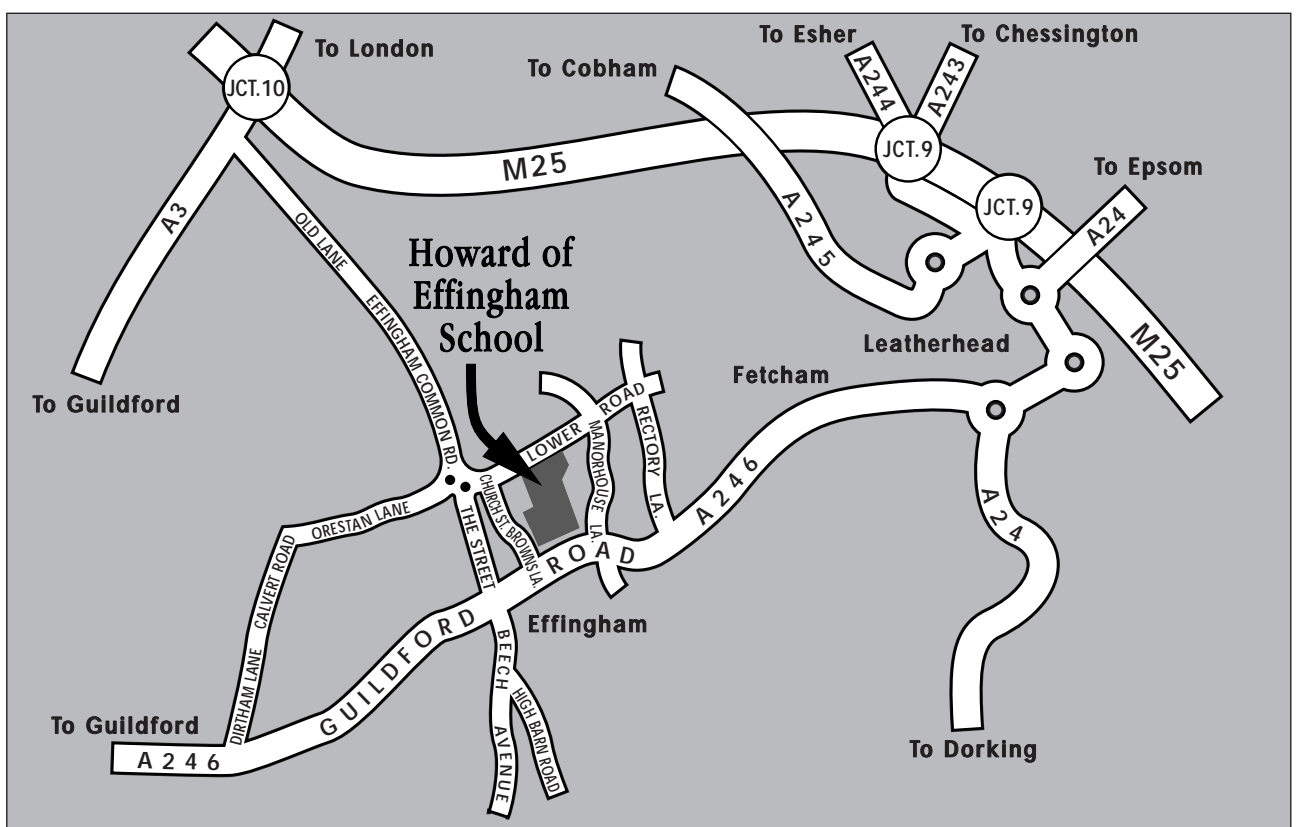 To London
To Esher
To Chessington
To Cobham
JCT.10
A244
A243
JCT.9
M25
To Epsom
JCT.9
A24
A3
OLD LANE
A245
Howard of
Effingham
School
EFFINGHAM COMMON RD.
Leatherhead
M25
Fetcham
To Guildford
LOWER ROAD
RECTORY LA.
MANORHOUSE LA.
CHURCH ST. BROWNS LA.
A246
A24
ORESTAN LANE
THE STREET
CALVERT ROAD
DIRTHAM LANE
GUILDFORD ROAD
Effingham
BEECH AVENUE
HIGH BARN ROAD
To Guildford
A246
To Dorking